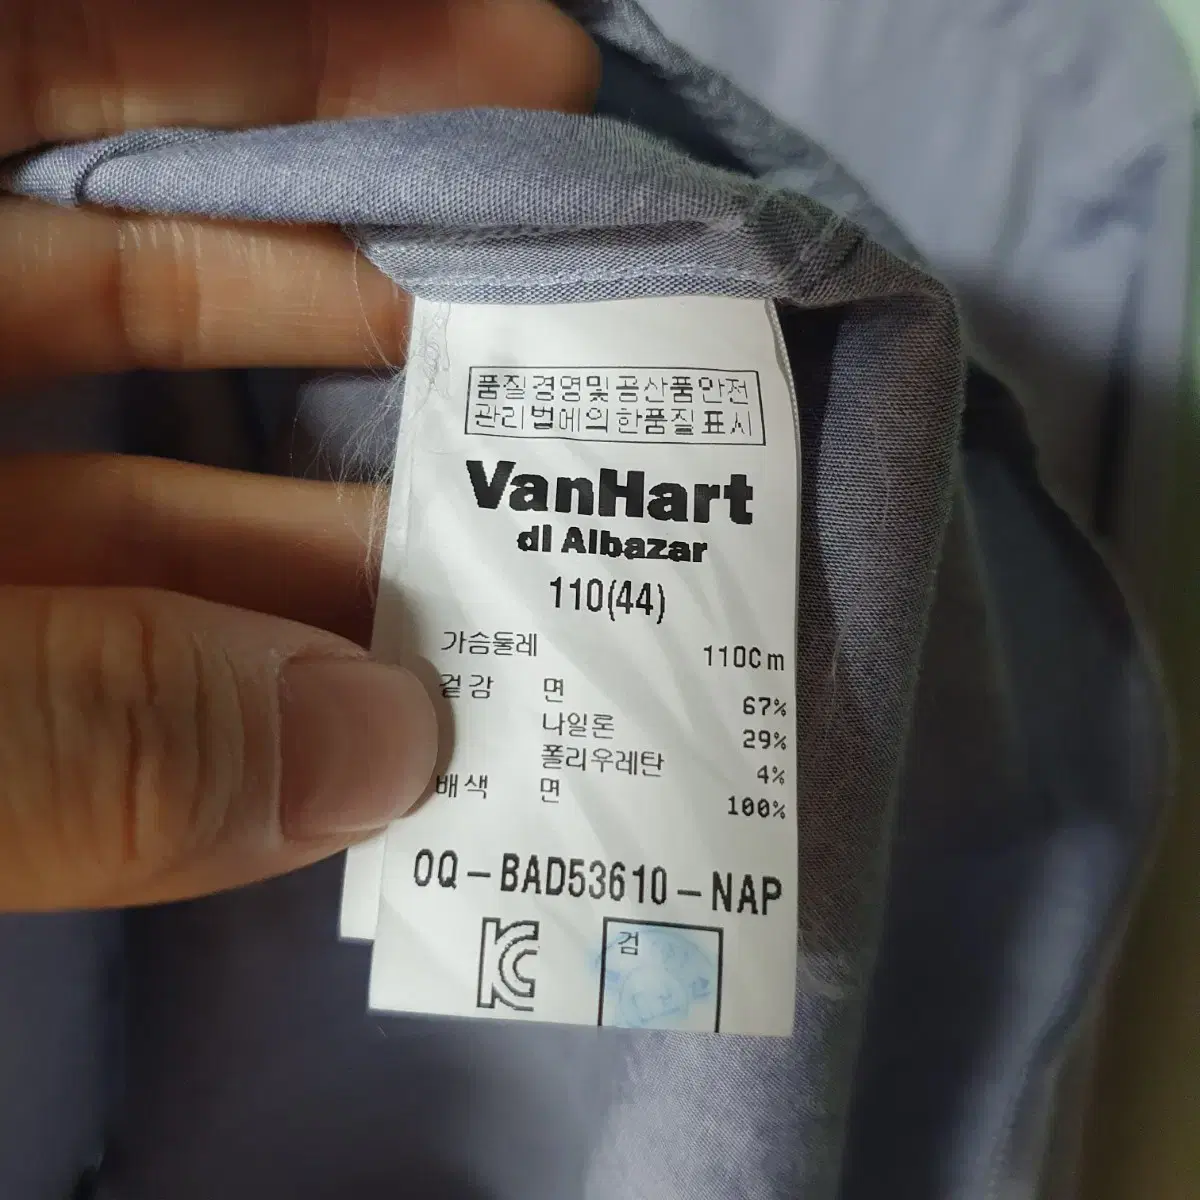 품질경영및공산품안전
관리법에의한품질표시
VanHart
dI Albazar
110(44)
가슴둘레 110Cm
겉감 면 67%
나일론 29%
폴리우레탄 4%
배색 면 100%
OQ-BAD53610-NAP
KC
검